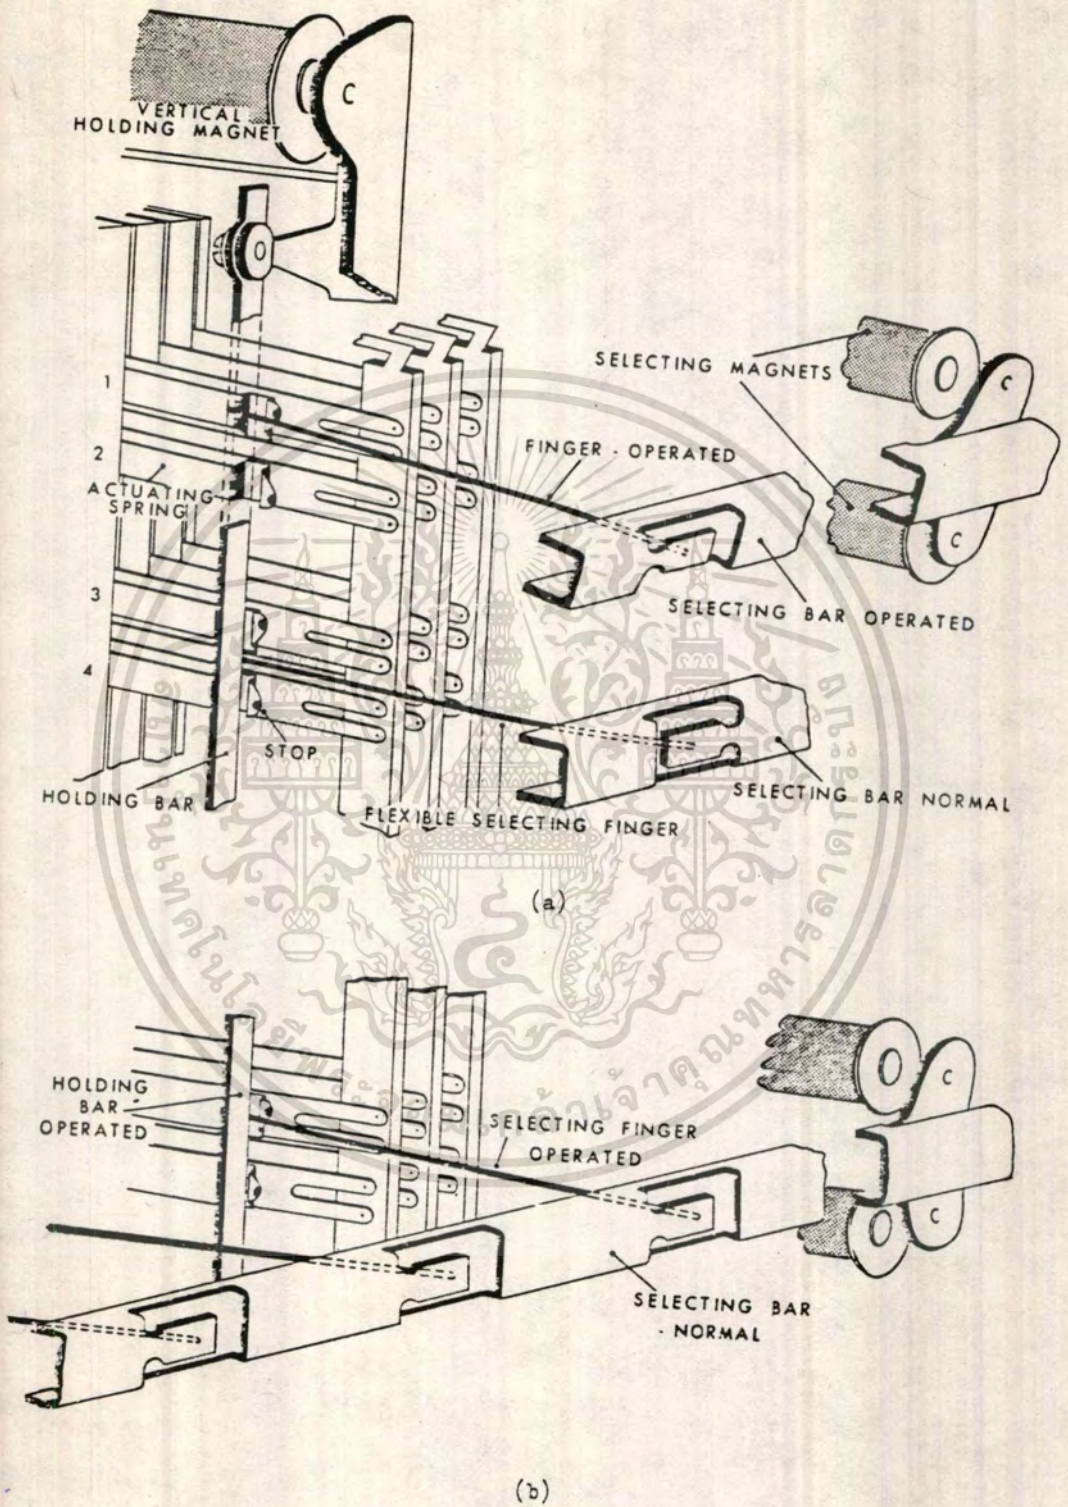 VERTICAL
HOLDING MAGNET
C
SELECTING MAGNETS
C
C
1
2
3
4
ACTUATING
SPRING
FINGER - OPERATED
SELECTING BAR OPERATED
STOP
HOLDING BAR
FLEXIBLE SELECTING FINGER
SELECTING BAR NORMAL
(a)
HOLDING
BAR
OPERATED
SELECTING FINGER
OPERATED
C
C
SELECTING BAR
- NORMAL
(b)